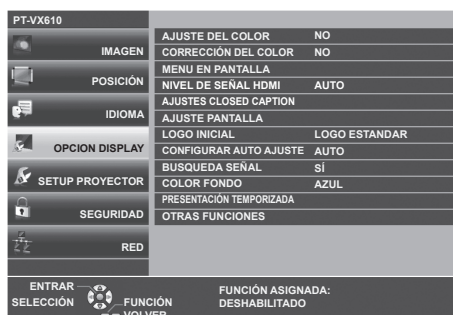 PT-VX610
IMAGEN
POSICIÓN
IDIOMA
OPCION DISPLAY
SETUP PROYECTOR
SEGURIDAD
RED
AJUSTE DEL COLOR NO
CORRECCIÓN DEL COLOR NO
MENU EN PANTALLA
NIVEL DE SEÑAL HDMI AUTO
AJUSTES CLOSED CAPTION
AJUSTE PANTALLA
LOGO INICIAL LOGO ESTANDAR
CONFIGURAR AUTO AJUSTE AUTO
BUSQUEDA SEÑAL SÍ
COLOR FONDO AZUL
PRESENTACIÓN TEMPORIZADA
OTRAS FUNCIONES
ENTRAR
SELECCIÓN
FUNCIÓN
VOLVER
FUNCIÓN ASIGNADA:
DESHABILITADO